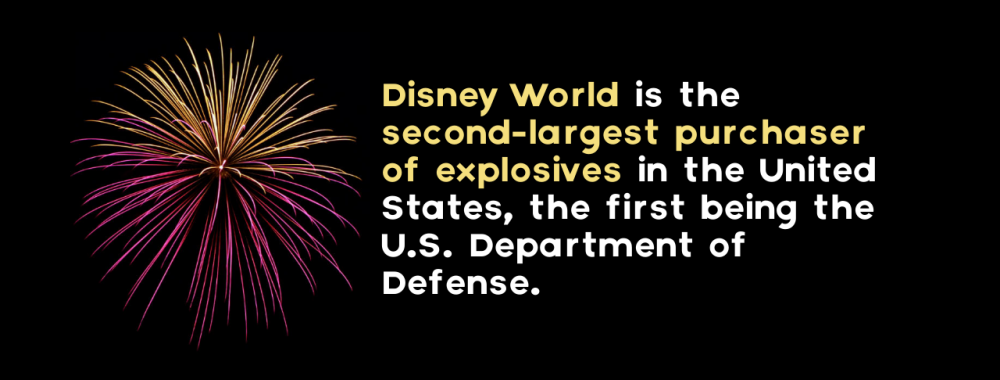 Disney World is the
second-largest purchaser
of explosives in the United
States, the first being the
U.S. Department of
Defense.